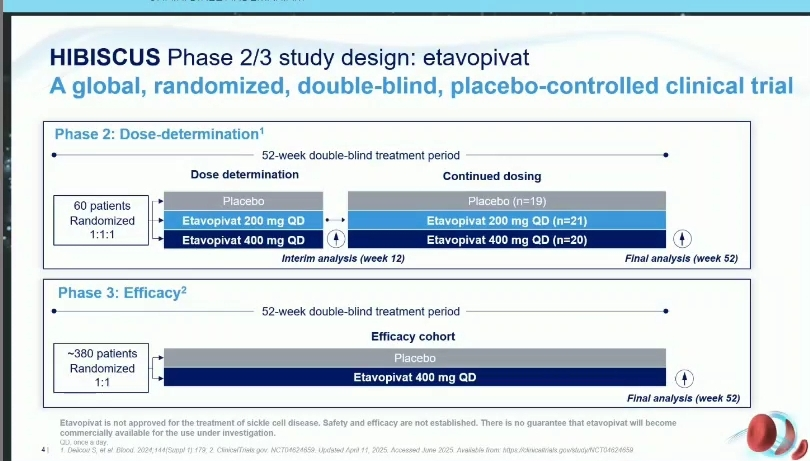 HIBISCUS Phase 2/3 study design: etavopivat
A global, randomized, double-blind, placebo-controlled clinical trial
Phase 2: Dose-determination1
52-week double-blind treatment period
Dose determination
Continued dosing
60 patients
Randomized
1:1:1
Placebo
Placebo (n=19)
Etavopivat 200 mg QD
Etavopivat 200 mg QD (n=21)
Etavopivat 400 mg QD
Etavopivat 400 mg QD (n=20)
Interim analysis (week 12)
Final analysis (week 52)
Phase 3: Efficacy2
52-week double-blind treatment period
Efficacy cohort
~380 patients
Randomized
1:1
Placebo
Etavopivat 400 mg QD
Final analysis (week 52)
Etavopivat is not approved for the treatment of sickle cell disease. Safety and efficacy are not established. There is no guarantee that etavopivat will become
commercially available for the use under investigation.
QD, once a day.
4 | 1. Delicou S, et al. Blood. 2024;144(Suppl 1):179; 2. ClinicalTrials.gov. NCT04624659. Updated April 11, 2025. Accessed June 2025. Available from: https://clinicaltrials.gov/study/NCT04624659